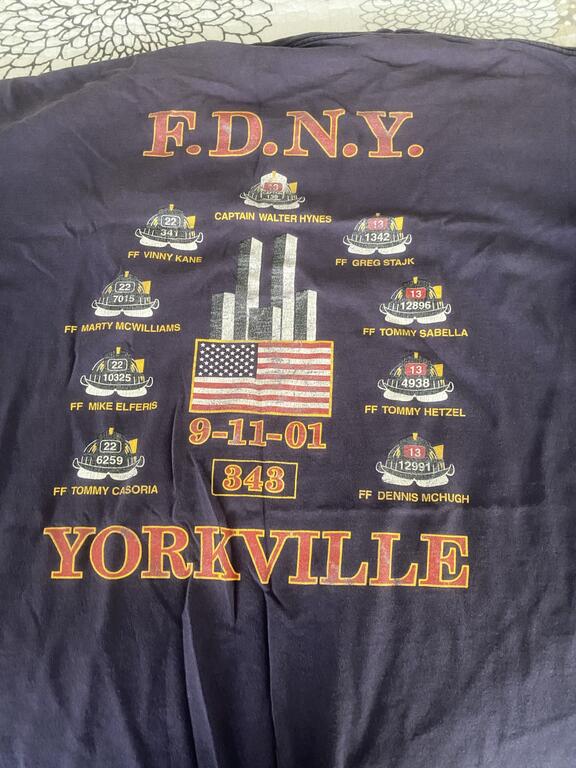 F.D.N.Y.
13
CAPTAIN WALTER HYNES
22
341
FF VINNY KANE
13
1342
FF GREG STAJK
22
7015
FF MARTY MCWILLIAMS
13
12896
FF TOMMY SABELLA
22
10325
FF MIKE ELFERIS
13
4938
FF TOMMY HETZEL
22
6259
FF TOMMY CASORIA
13
12991
FF DENNIS MCHUGH
9-11-01
343
YORKVILLE